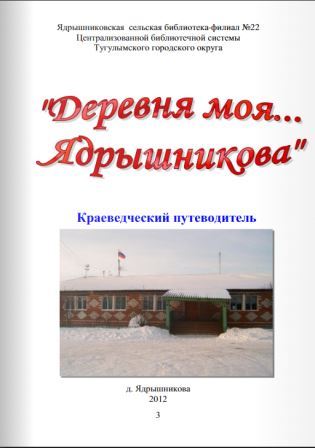 Ядрышниковская сельская библиотека-филиал №22
Централизованной библиотечной системы
Тугулымского городского округа
"Деревня моя...
Ядрышникова"
Краеведческий путеводитель
д. Ядрышникова
2012
3